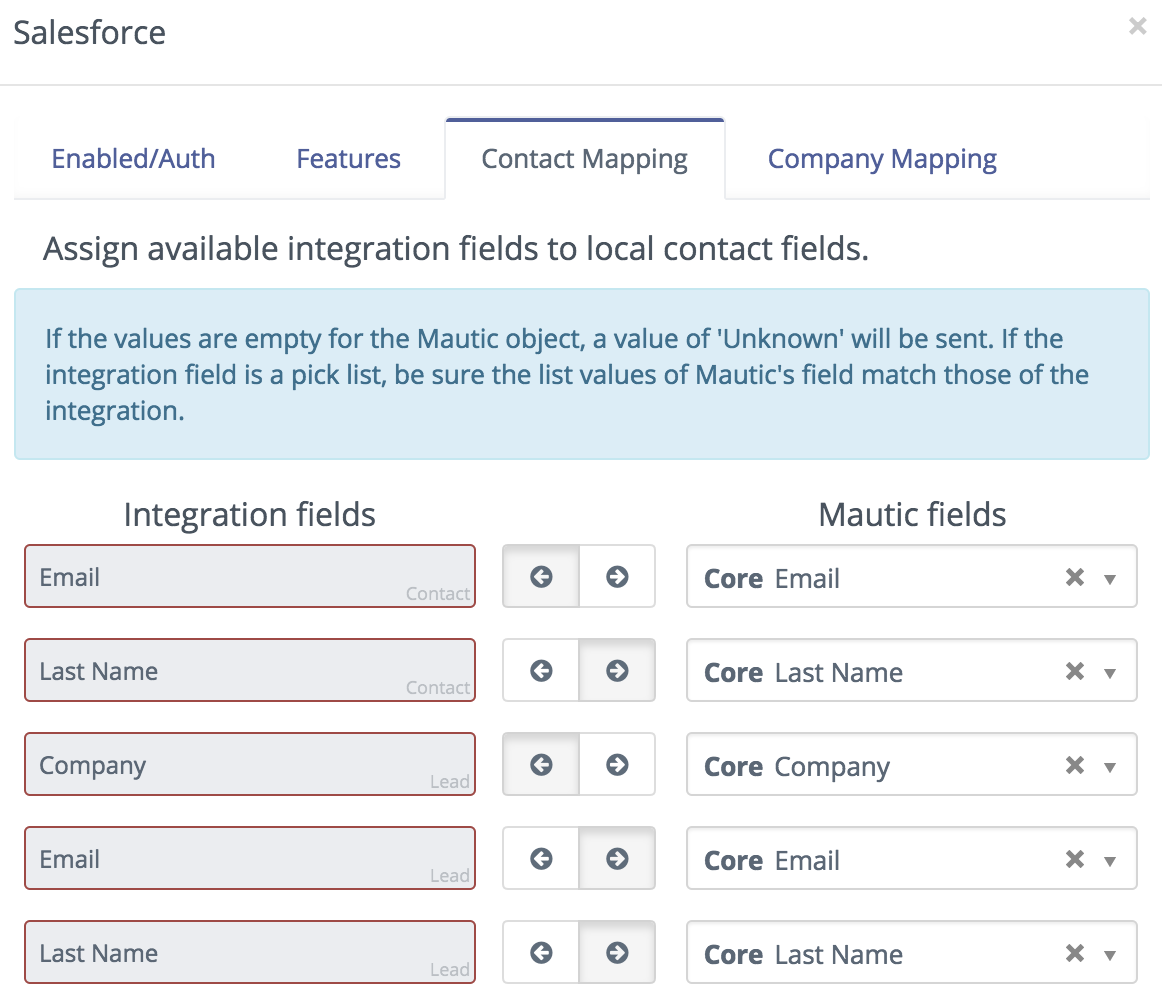 Salesforce
Enabled/Auth Features Contact Mapping Company Mapping
Assign available integration fields to local contact fields.
If the values are empty for the Mautic object, a value of 'Unknown' will be sent. If the
integration field is a pick list, be sure the list values of Mautic's field match those of the
integration.
Integration fields Mautic fields
Email Contact Core Email
Last Name Contact Core Last Name
Company Lead Core Company
Email Lead Core Email
Last Name Lead Core Last Name